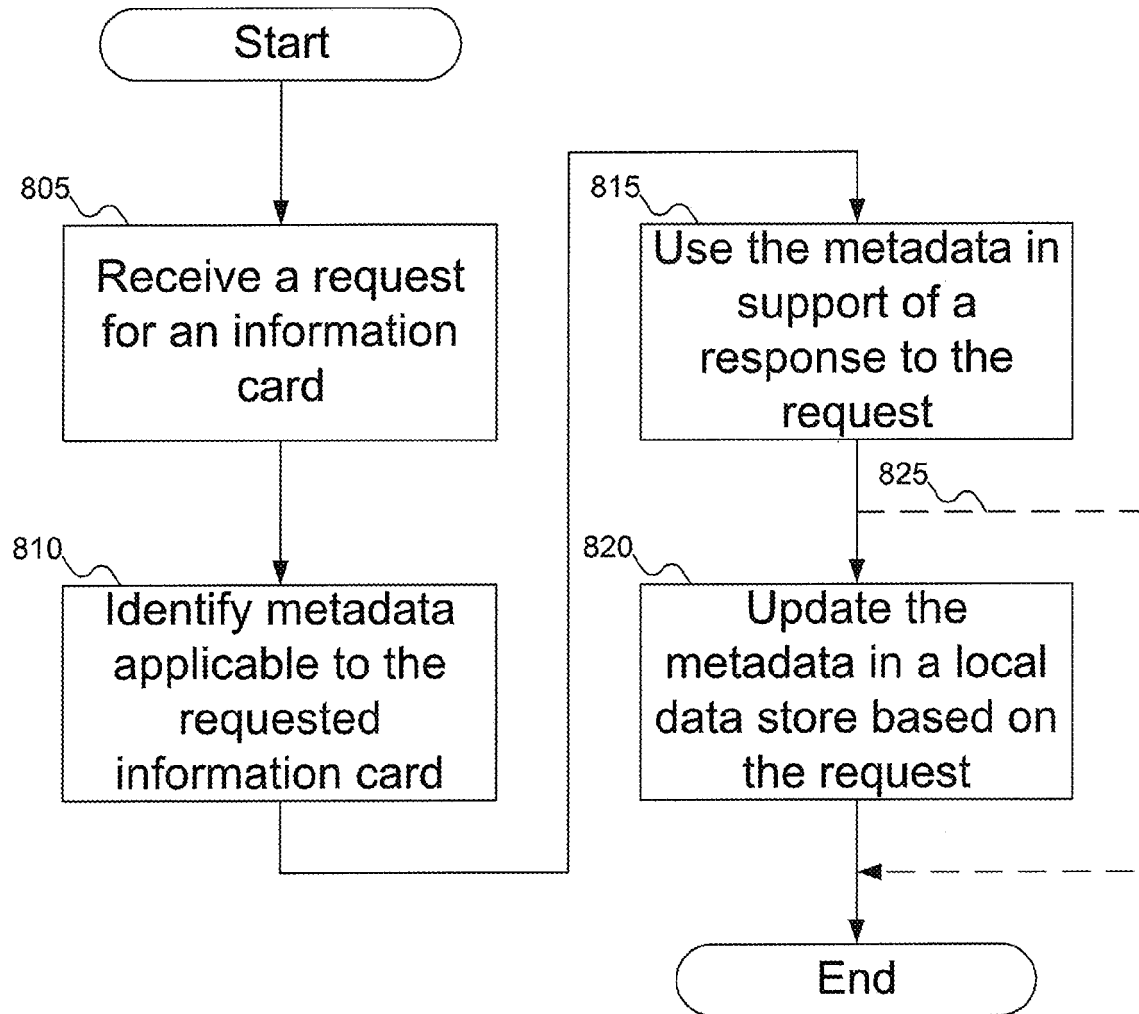 Start
805
Receive a request
for an information
card
810
Identify metadata
applicable to the
requested
information card
815
Use the metadata in
support of a
response to the
request
825
820
Update the
metadata in a local
data store based on
the request
End